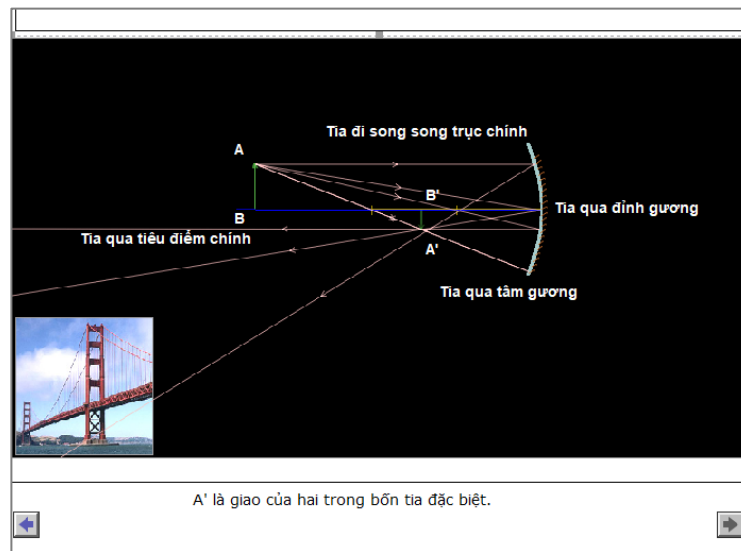 Tia đi song song trục chính
A
B'
B
Tia qua đỉnh gương
Tia qua tiêu điểm chính
A'
Tia qua tâm gương
A' là giao của hai trong bốn tia đặc biệt.